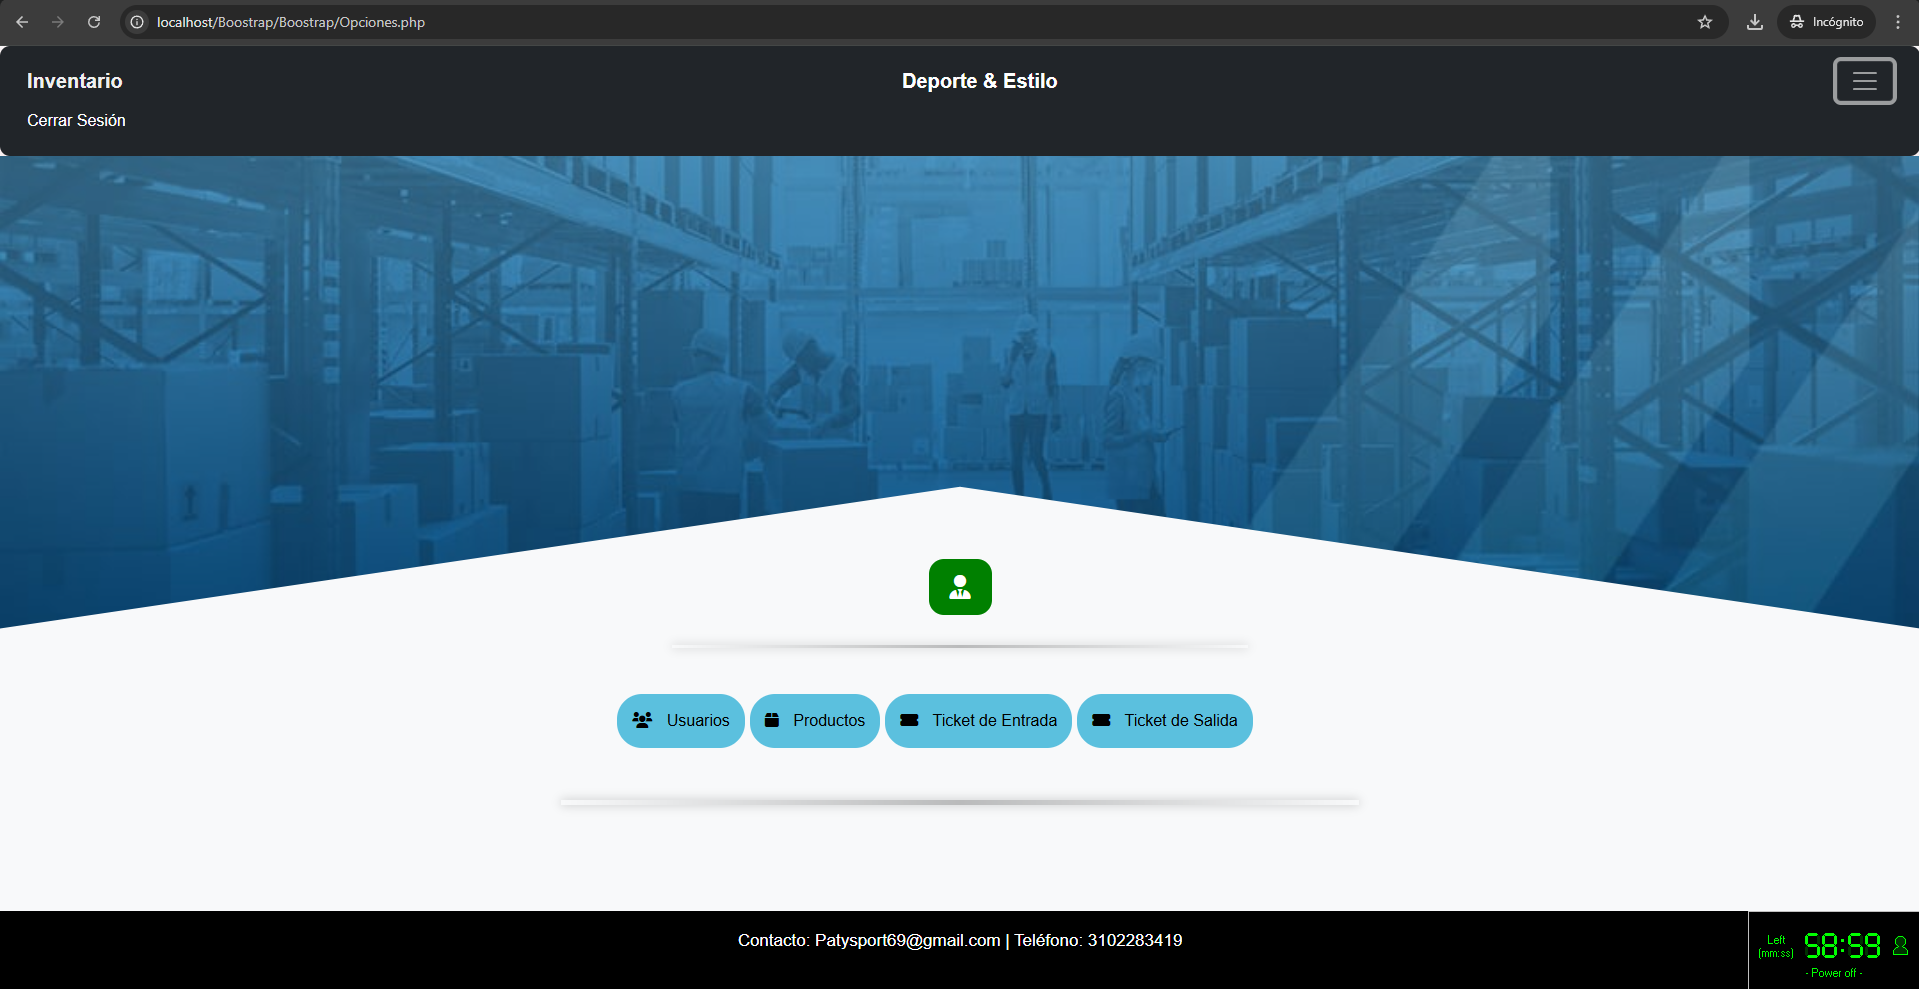 localhost/Boostrap/Boostrap/Opciones.php
Incógnito
Inventario
Deporte & Estilo
Cerrar Sesión
Usuarios
Productos
Ticket de Entrada
Ticket de Salida
Contacto: Patysport69@gmail.com | Teléfono: 3102283419
Left
(mm:ss)
58:59
- Power off -